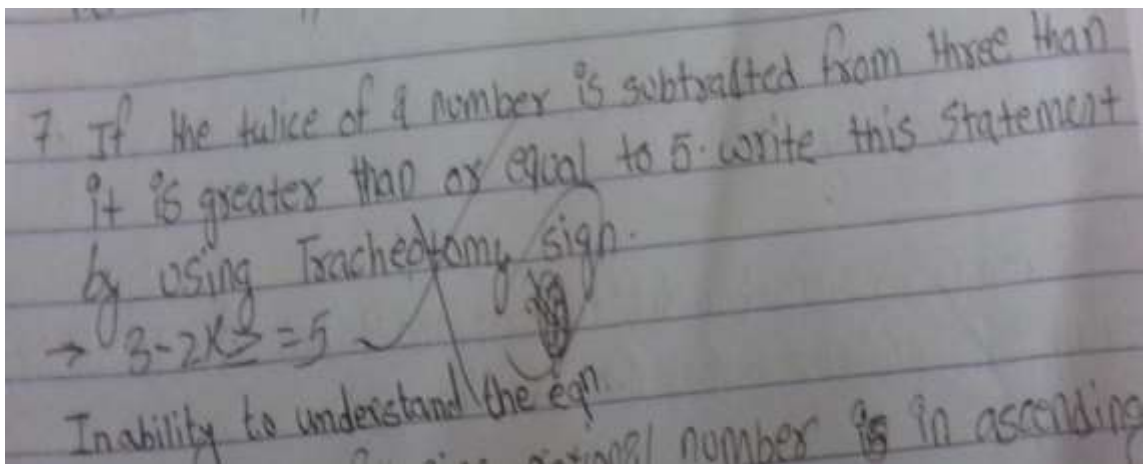 7. If the twice of a number is subtracted from three than
it is greater than or equal to 5. write this statement
by using Tracheotomy sign.
→ 3-2x≥=5
Inability to understand the eqn.
number is in ascending